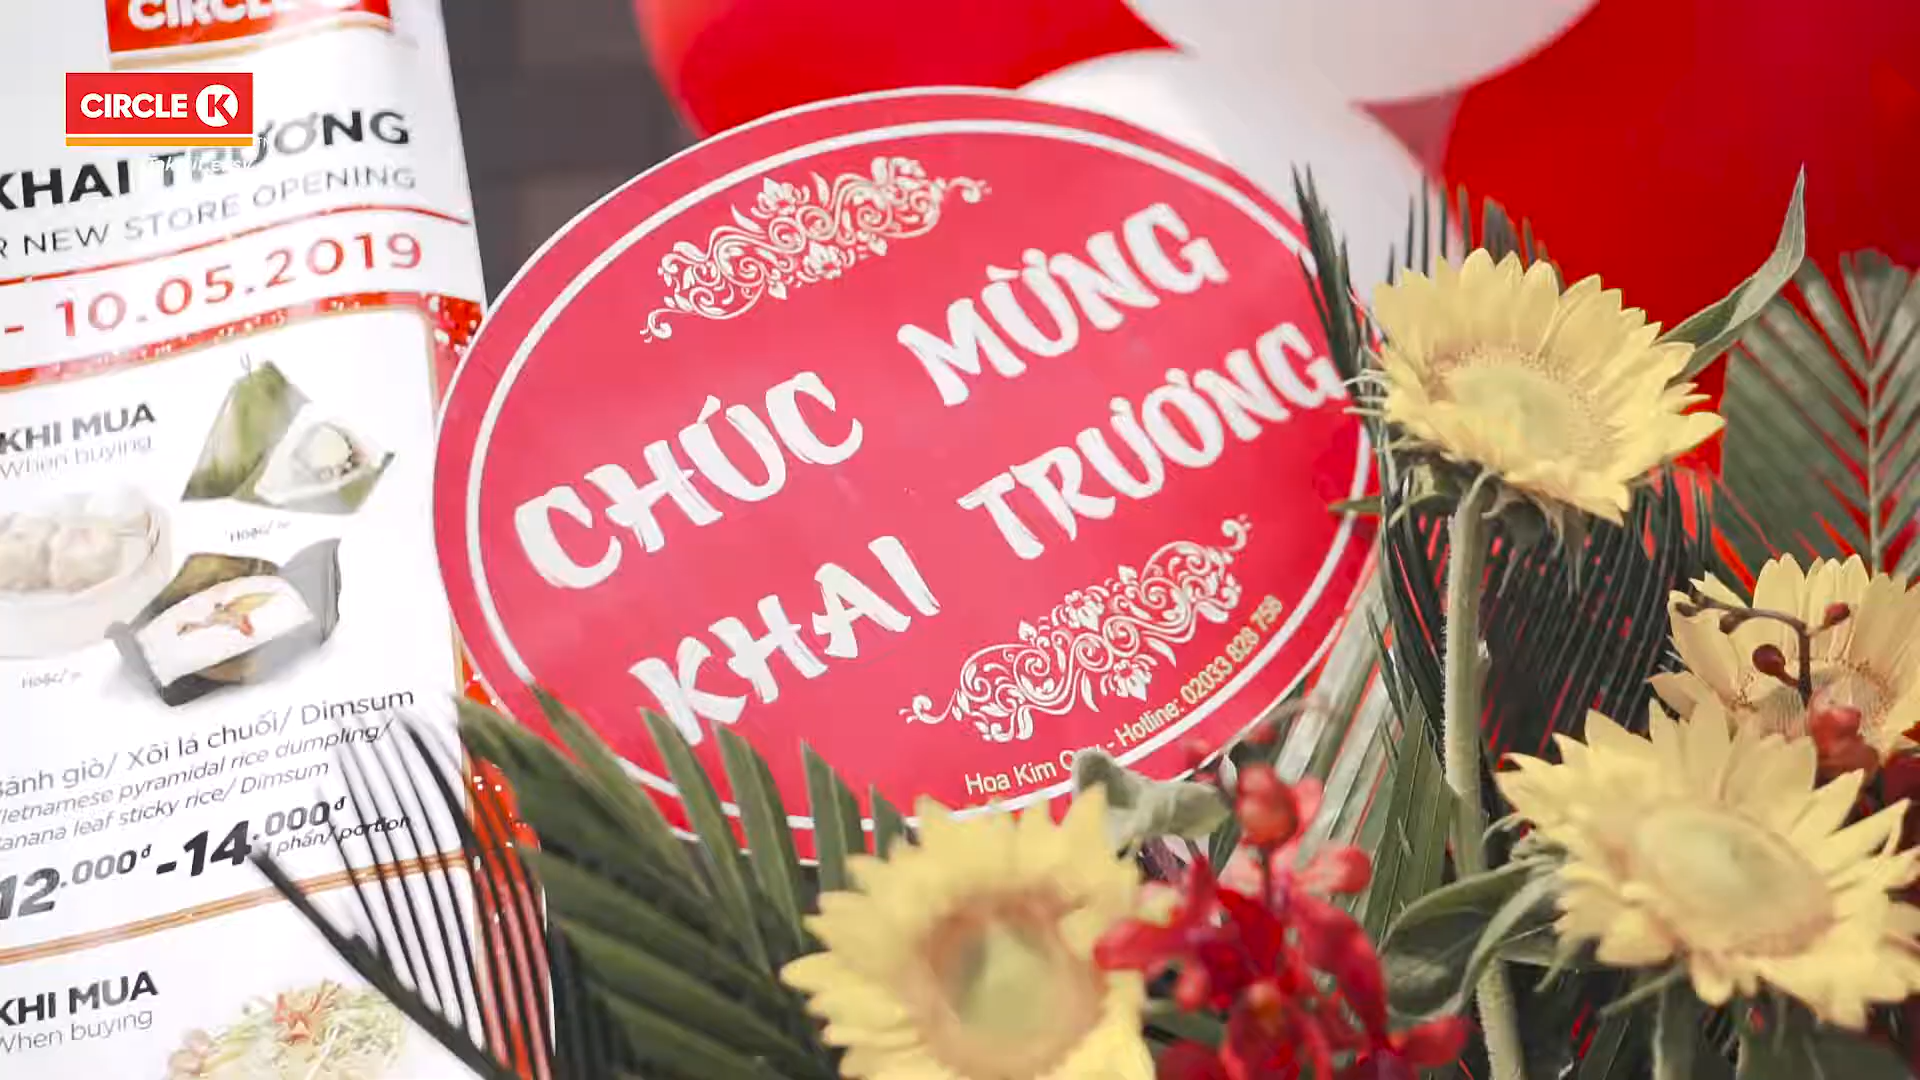 CIRCLE K
KHAI TRƯƠNG
R NEW STORE OPENING
- 10.05.2019
KHI MUA
When buying
Hoặc/
Hoặc/
Bánh giò/ Xôi lá chuối/ Dimsum
Vietnamese pyramidal rice dumpling/
Banana leaf sticky rice/ Dimsum
12.000đ - 14.000đ
1 phần/portion
KHI MUA
When buying
CHÚC MỪNG
KHAI TRƯƠNG
Hoa Kim - Hotline: 02033 828 758
CIRCLE K